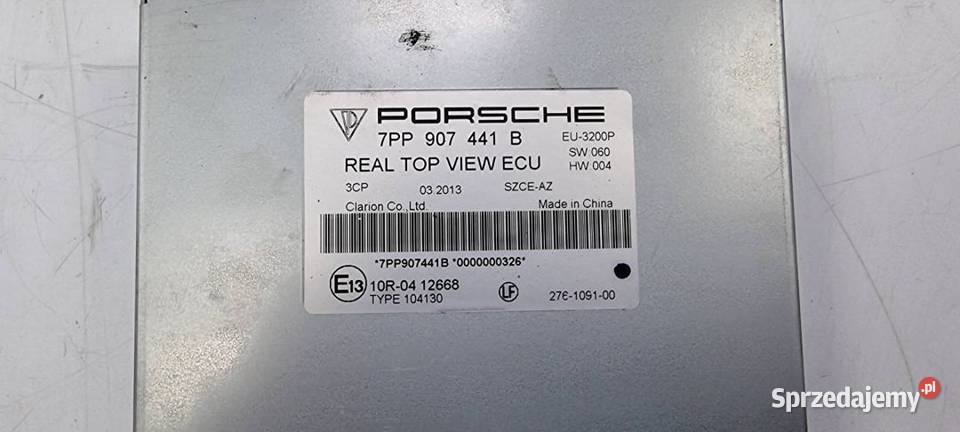 PORSCHE
7PP 907 441 B EU-3200P
REAL TOP VIEW ECU SW:060
HW:004
3CP 03.2013 SZCE-AZ
Clarion Co.,Ltd. Made in China
*7PP907441B *0000000326*
E13 10R-04 12668
TYPE 104130 LF 276-1091-00
Sprzedajemy.pl